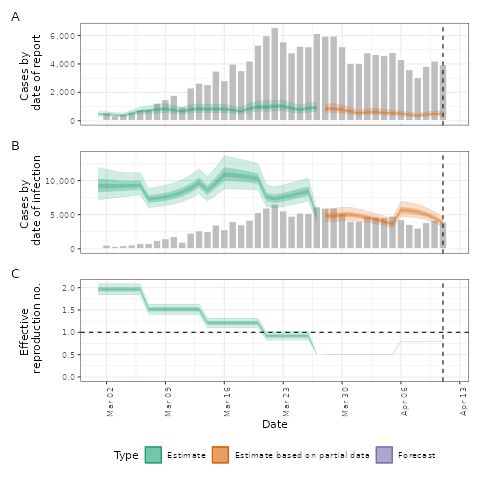 A
6,000
4,000
2,000
0
Cases by
date of report
B
10,000
5,000
0
Cases by
date of infection
C
2.0
1.5
1.0
0.5
0.0
Effective
reproduction no.
Mar 02
Mar 09
Mar 16
Mar 23
Mar 30
Apr 06
Apr 13
Date
Type
Estimate
Estimate based on partial data
Forecast